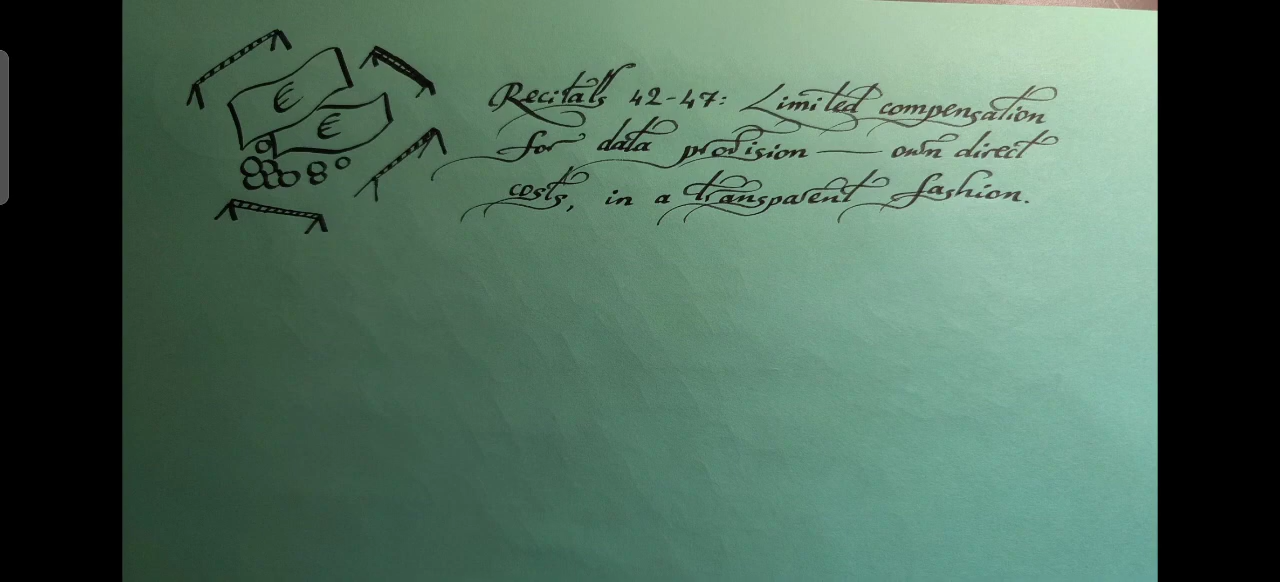 €
€
Recitals 42-47: Limited compensation
for data provision — own direct
costs, in a transparent fashion.